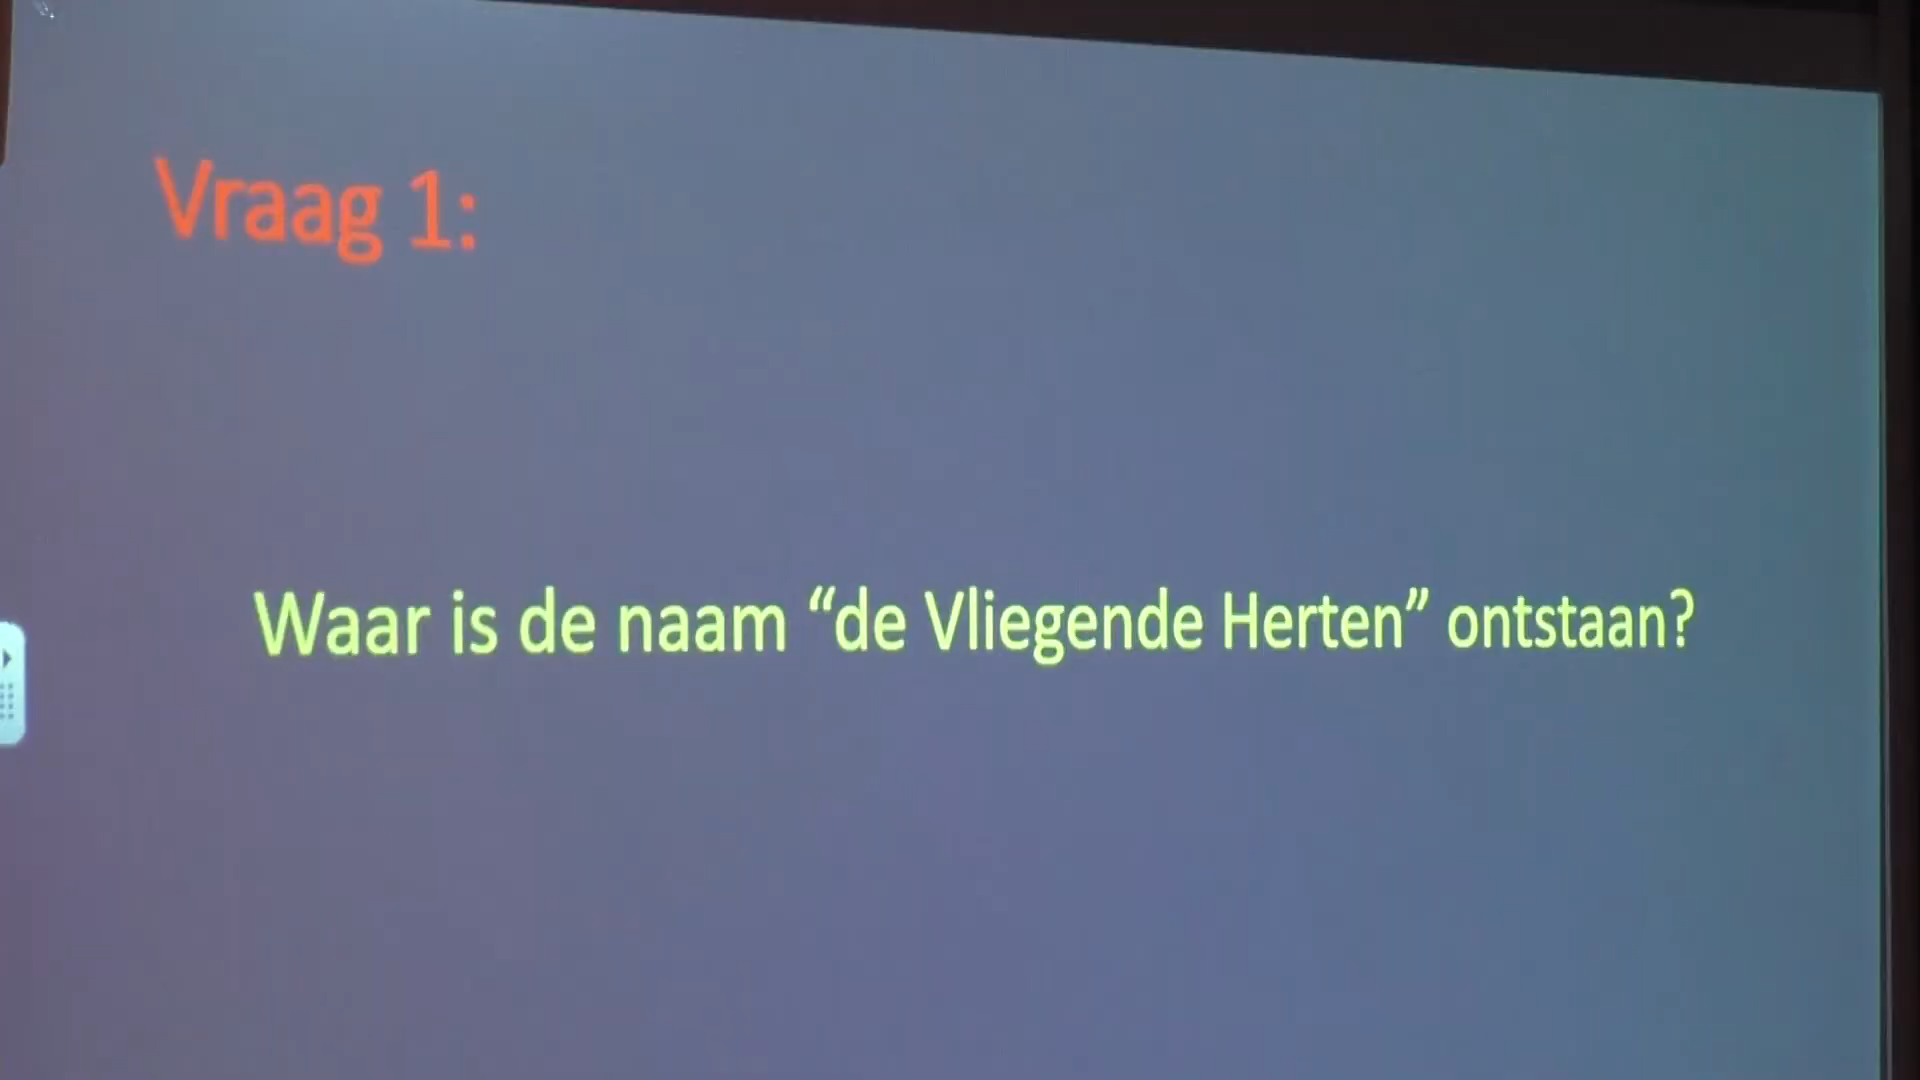 Vraag 1:
Waar is de naam “de Vliegende Herten” ontstaan?